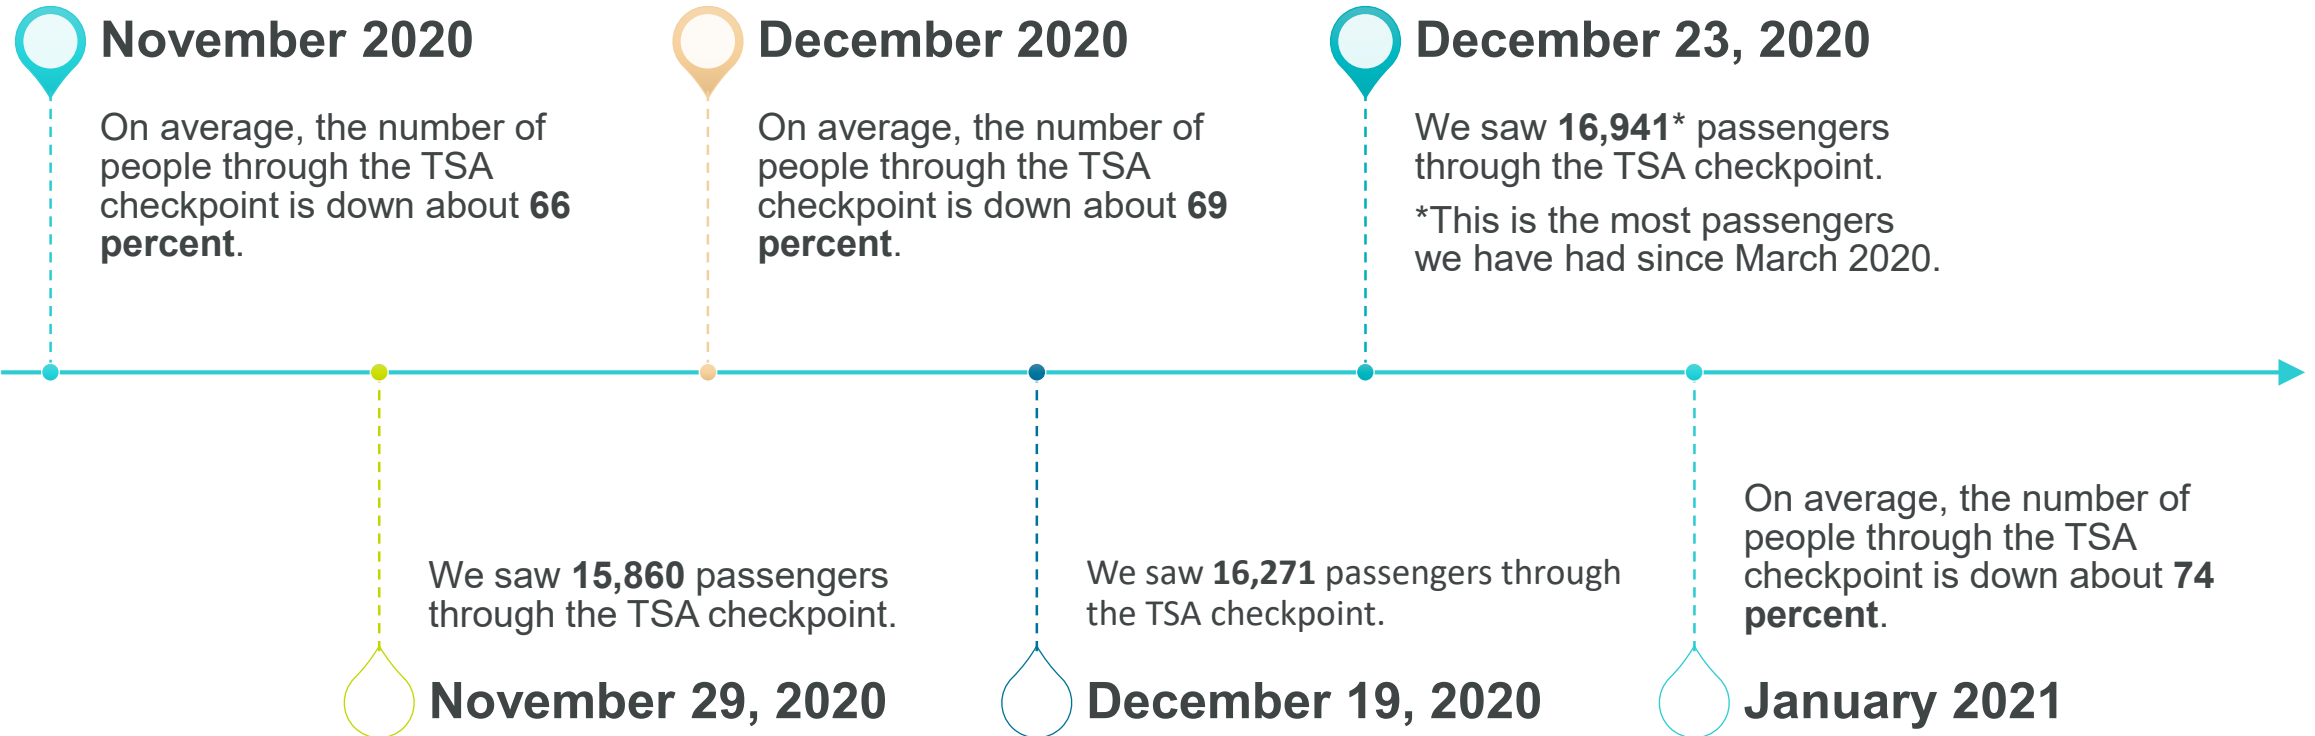 November 2020
On average, the number of
people through the TSA
checkpoint is down about 66
percent.
We saw 15,860 passengers
through the TSA checkpoint.
November 29, 2020
December 2020
On average, the number of
people through the TSA
checkpoint is down about 69
percent.
We saw 16,271 passengers through
the TSA checkpoint.
December 19, 2020
December 23, 2020
We saw 16,941* passengers
through the TSA checkpoint.
*This is the most passengers
we have had since March 2020.
On average, the number of
people through the TSA
checkpoint is down about 74
percent.
January 2021